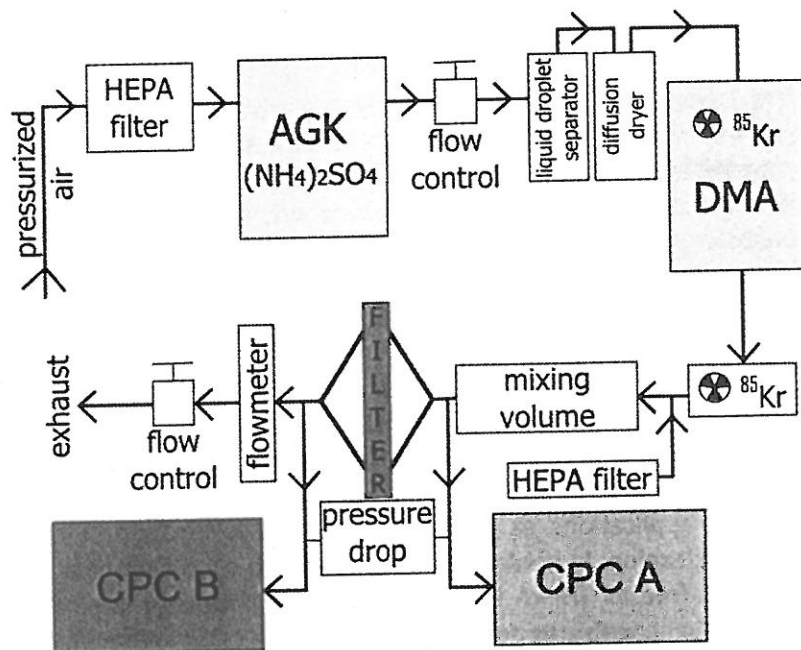 pressurized
air
HEPA
filter
AGK
(NH4)2SO4
flow
control
liquid droplet
separator
diffusion
dryer
85Kr
DMA
85Kr
mixing
volume
HEPA filter
FILTER
pressure
drop
flowmeter
flow
control
exhaust
CPC B
CPC A